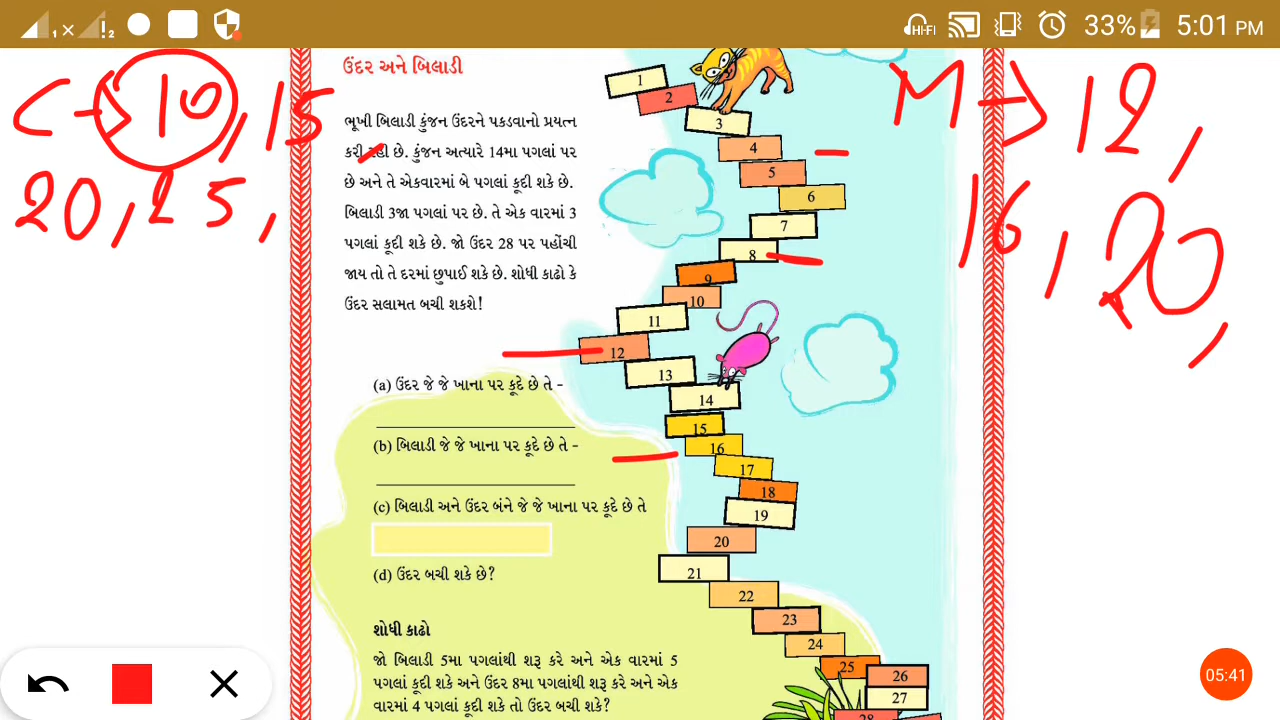 33% 5:01 PM
ઉંદર અને બિલાડી
ભૂખી બિલાડી કુંજન ઉંદરને પકડવાનો પ્રયત્ન
કરી રહી છે. કુંજન અત્યારે 14મા પગલાં પર
છે અને તે એકવારમાં બે પગલાં કૂદી શકે છે.
બિલાડી 3જા પગલાં પર છે. તે એક વારમાં 3
પગલાં કૂદી શકે છે. જો ઉંદર 28 પર પહોંચી
જાય તો તે દરમાં છુપાઈ શકે છે. શોધી કાઢો કે
ઉંદર સલામત બચી શકશે!
(a) ઉંદર જે જે ખાના પર કૂદે છે તે -
(b) બિલાડી જે જે ખાના પર કૂદે છે તે -
(c) બિલાડી અને ઉંદર બંને જે જે ખાના પર કૂદે છે તે
(d) ઉંદર બચી શકે છે?
શોધી કાઢો
જો બિલાડી 5મા પગલાંથી શરૂ કરે અને એક વારમાં 5
પગલાં કૂદી શકે અને ઉંદર 8મા પગલાંથી શરૂ કરે અને એક
વારમાં 4 પગલાં કૂદી શકે તો ઉંદર બચી શકે?
C → 10, 15
20, 25,
M → 12,
16, 20,
1
2
3
4
5
6
7
8
9
10
11
12
13
14
15
16
17
18
19
20
21
22
23
24
25
26
27
28
05:41